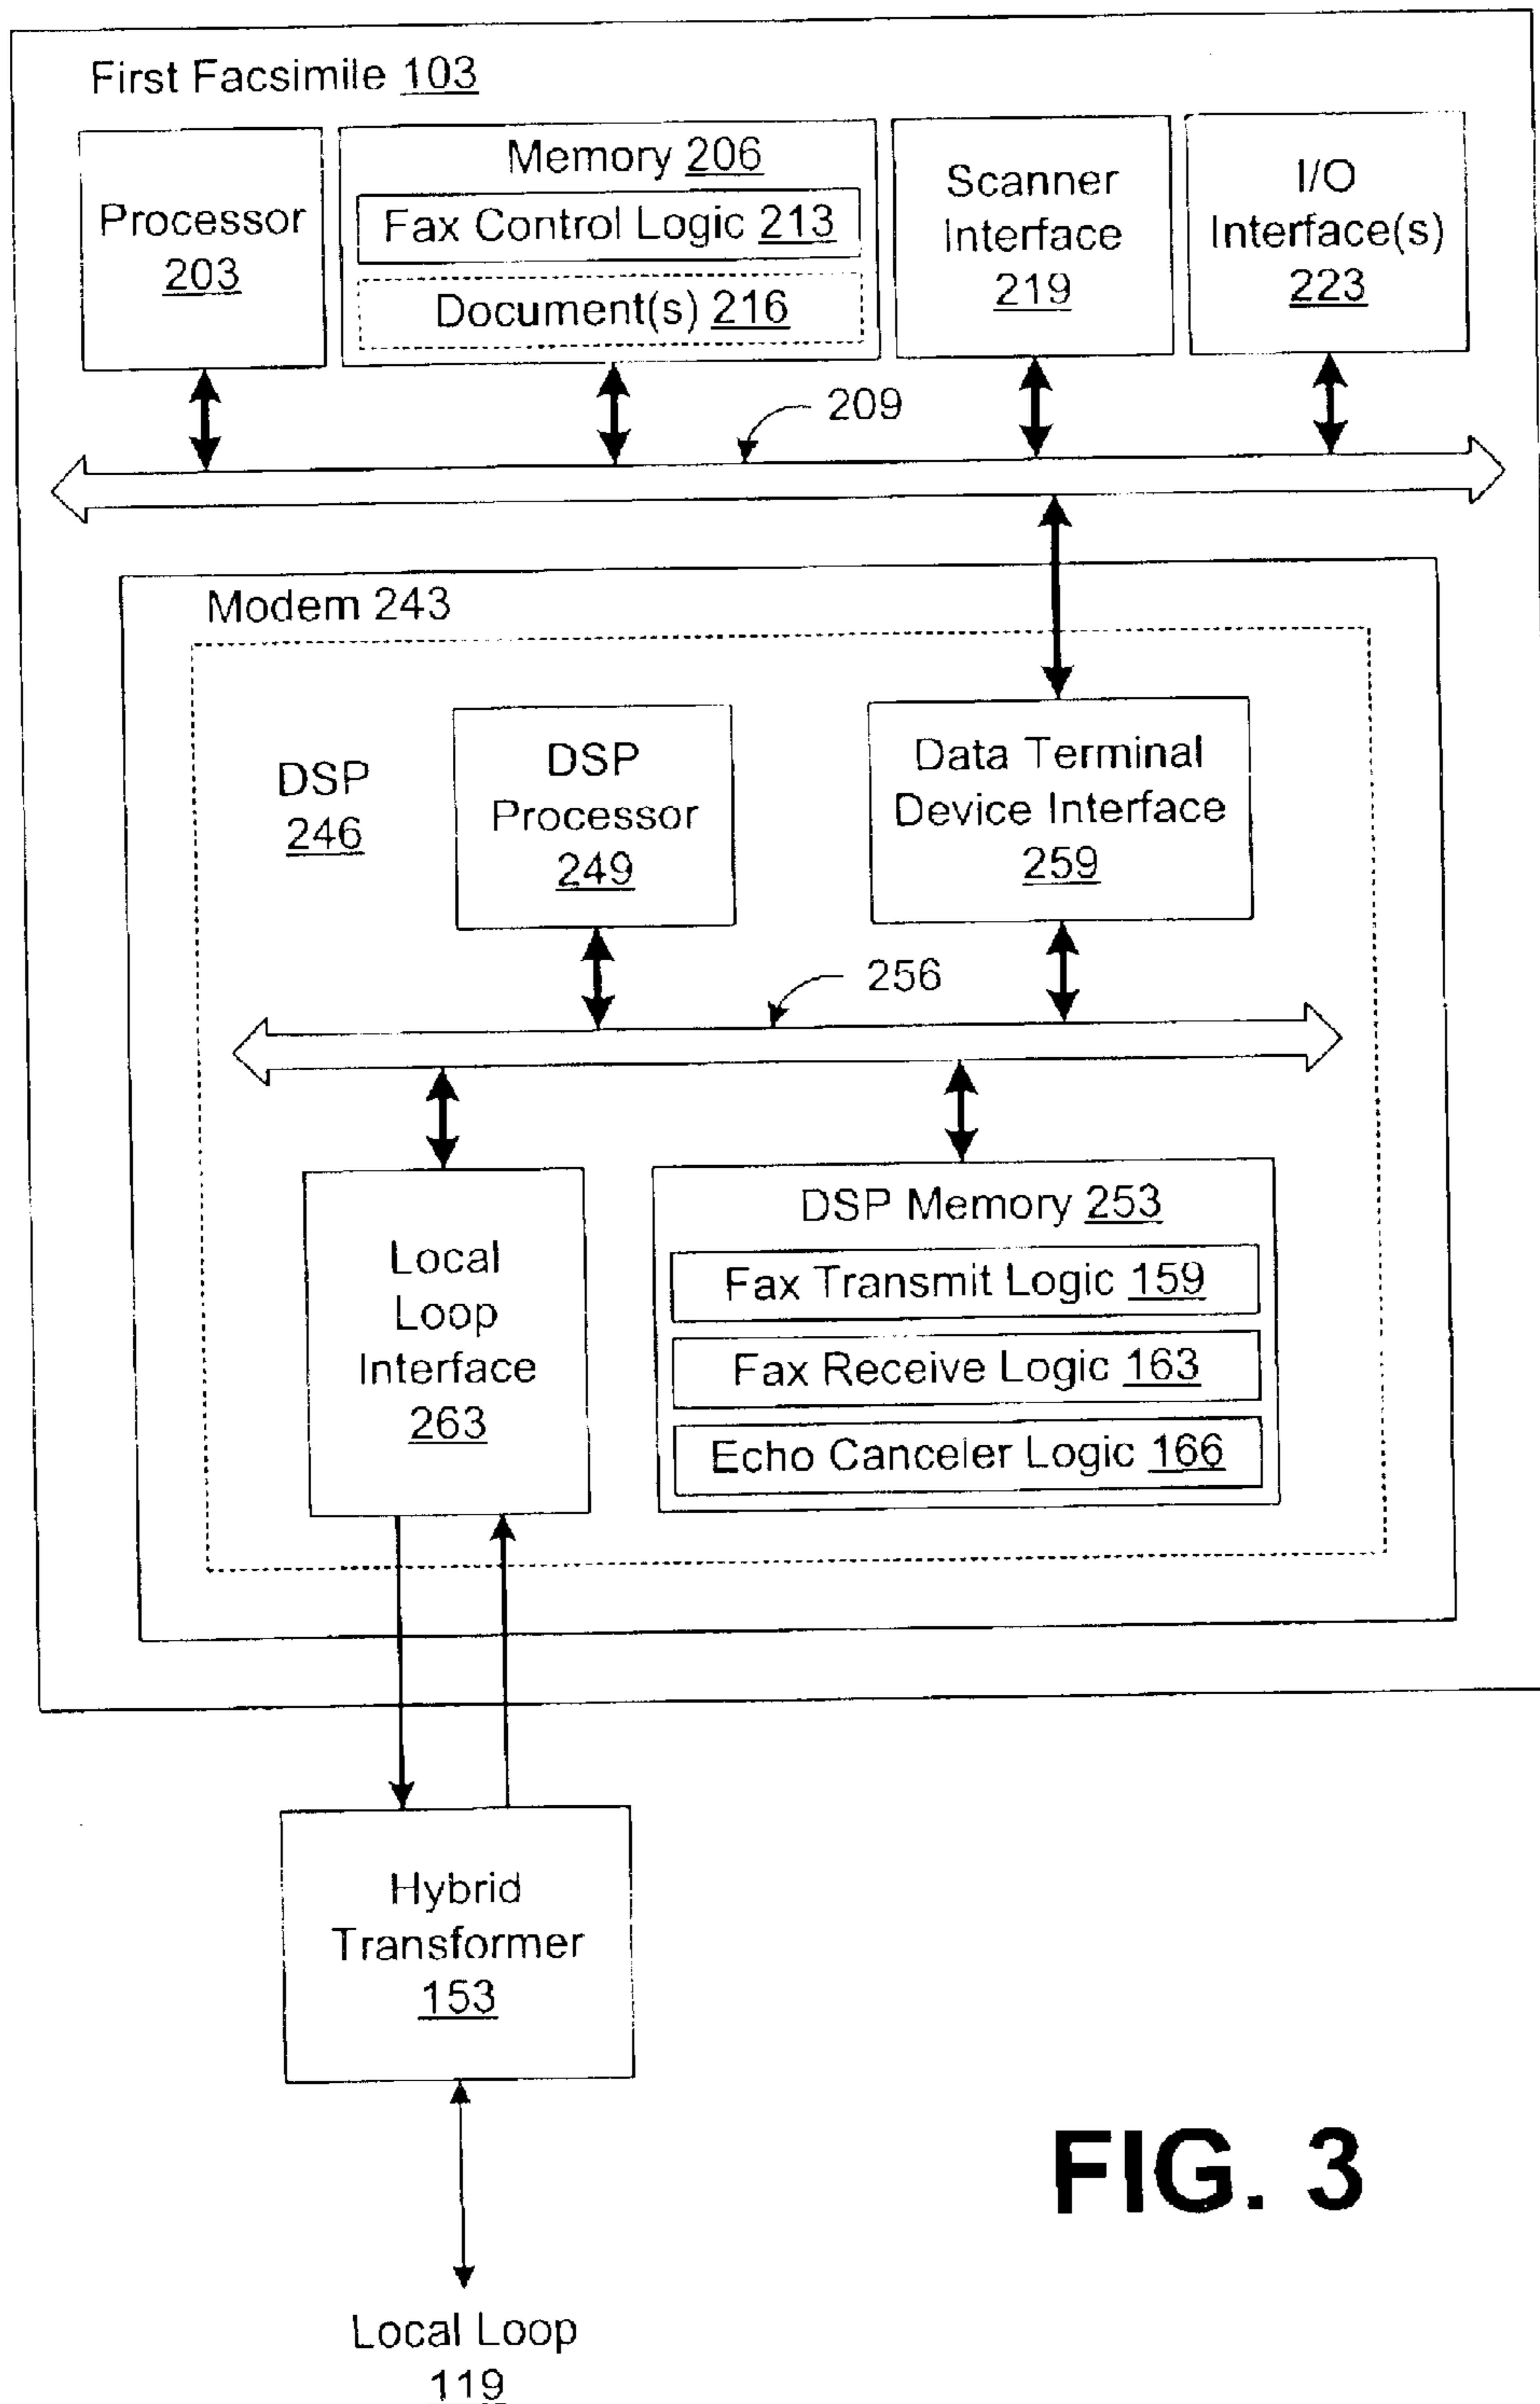 First Facsimile 103
Processor
203
Memory 206
Fax Control Logic 213
Document(s) 216
Scanner
Interface
219
I/O
Interface(s)
223
209
Modem 243
DSP
246
DSP
Processor
249
Data Terminal
Device Interface
259
256
Local
Loop
Interface
263
DSP Memory 253
Fax Transmit Logic 159
Fax Receive Logic 163
Echo Canceler Logic 166
Hybrid
Transformer
153
Local Loop
119
FIG. 3